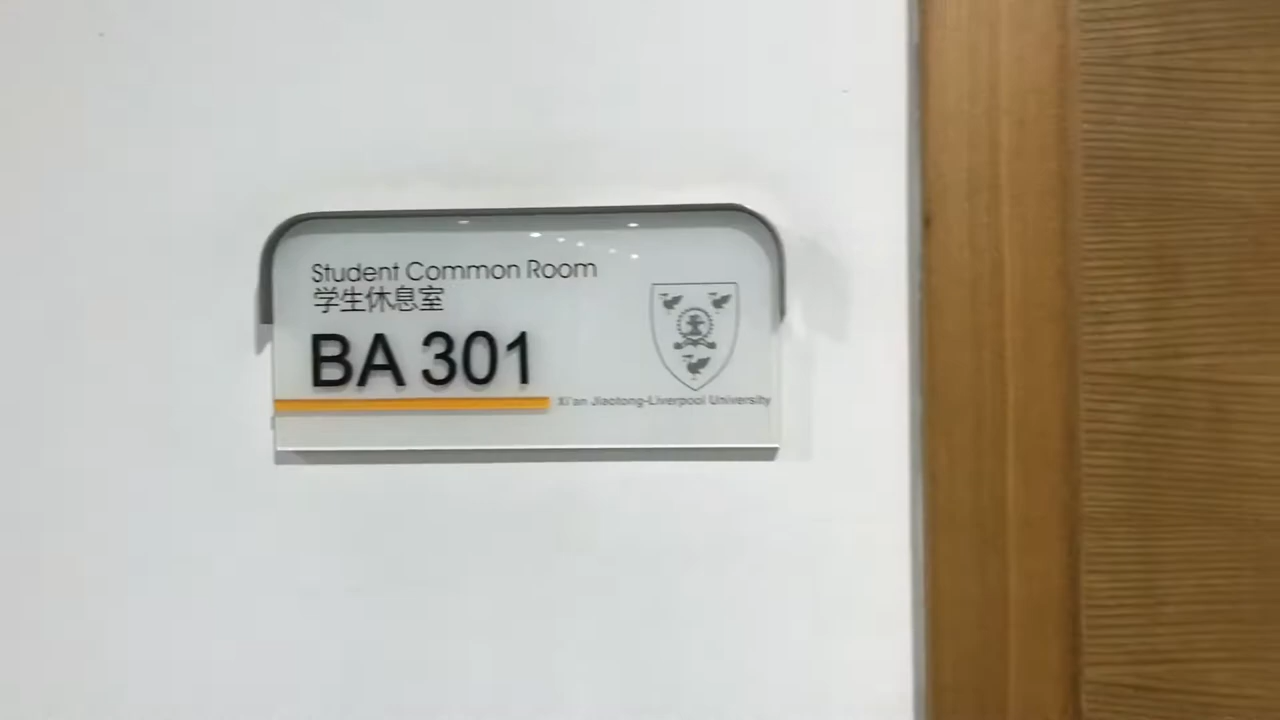 Student Common Room
学生休息室
BA 301
Xi'an Jiaotong-Liverpool University